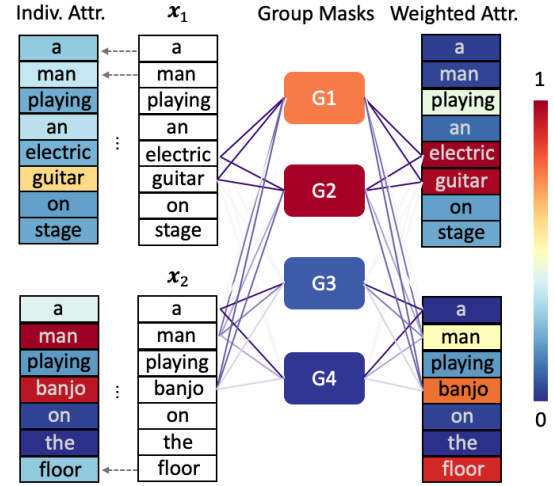 Indiv. Attr. x₁ Group Masks Weighted Attr.
a a a
man man man
playing playing playing
an an an
electric electric electric
guitar guitar guitar
on on on
stage stage stage
...
G1
G2
G3
G4
1
0
x₂
a a a
man man man
playing playing playing
banjo banjo banjo
on on on
the the the
floor floor floor
...